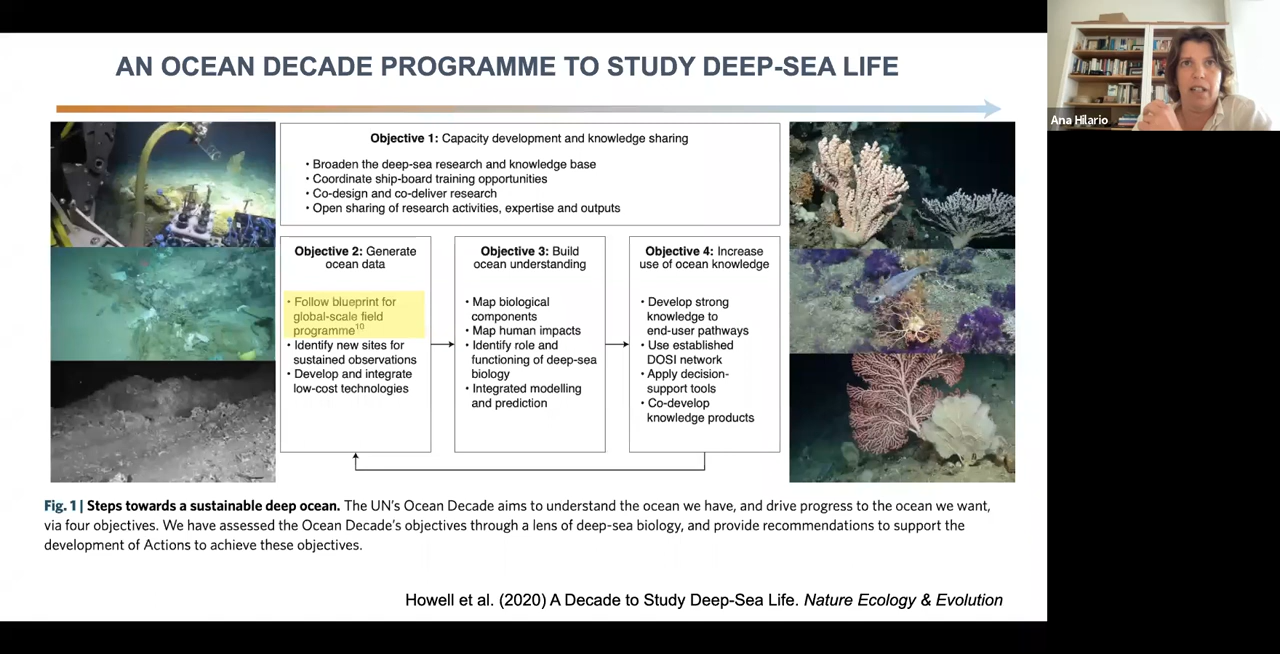 AN OCEAN DECADE PROGRAMME TO STUDY DEEP-SEA LIFE
Ana Hilario
Objective 1: Capacity development and knowledge sharing
• Broaden the deep-sea research and knowledge base
• Coordinate ship-board training opportunities
• Co-design and co-deliver research
• Open sharing of research activities, expertise and outputs
Objective 2: Generate
ocean data
• Follow blueprint for
global-scale field
programme10
• Identify new sites for
sustained observations
• Develop and integrate
low-cost technologies
Objective 3: Build
ocean understanding
• Map biological
components
• Map human impacts
• Identify role and
functioning of deep-sea
biology
• Integrated modelling
and prediction
Objective 4: Increase
use of ocean knowledge
• Develop strong
knowledge to
end-user pathways
• Use established
DOSI network
• Apply decision-
support tools
• Co-develop
knowledge products
Fig. 1 | Steps towards a sustainable deep ocean. The UN's Ocean Decade aims to understand the ocean we have, and drive progress to the ocean we want,
via four objectives. We have assessed the Ocean Decade's objectives through a lens of deep-sea biology, and provide recommendations to support the
development of Actions to achieve these objectives.
Howell et al. (2020) A Decade to Study Deep-Sea Life. Nature Ecology & Evolution